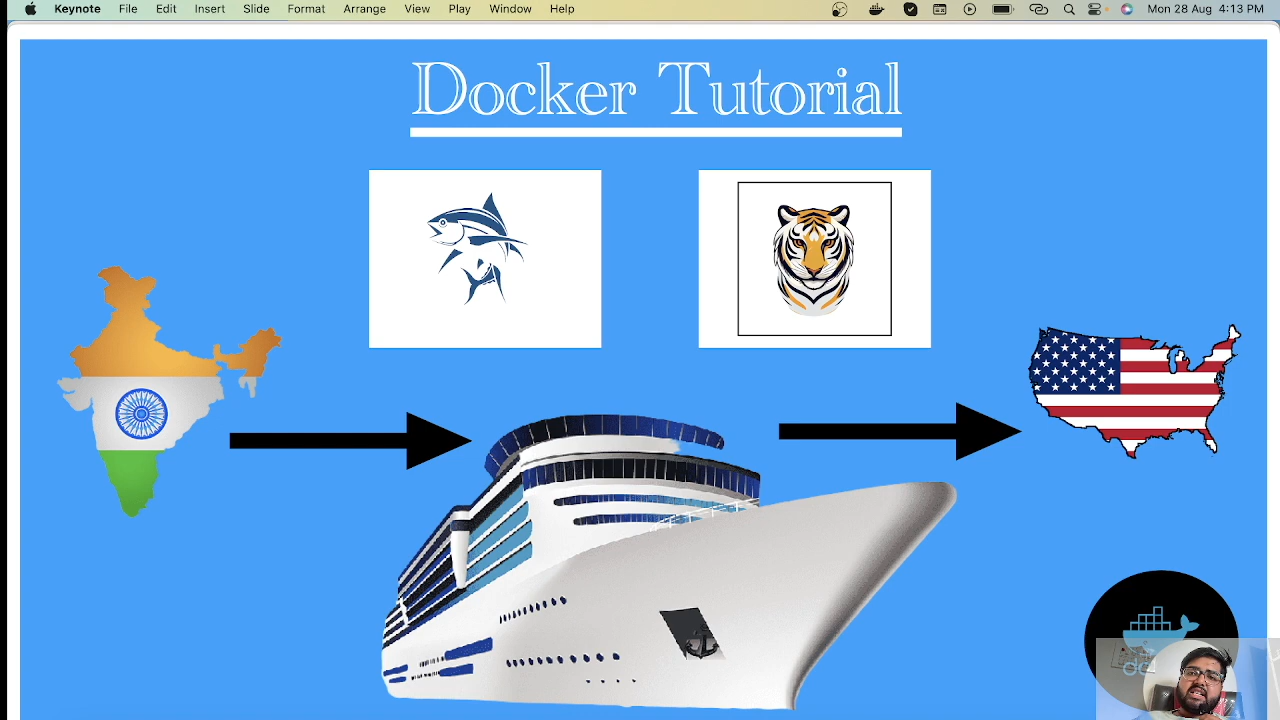 Keynote File Edit Insert Slide Format Arrange View Play Window Help Mon 28 Aug 4:13 PM
Docker Tutorial